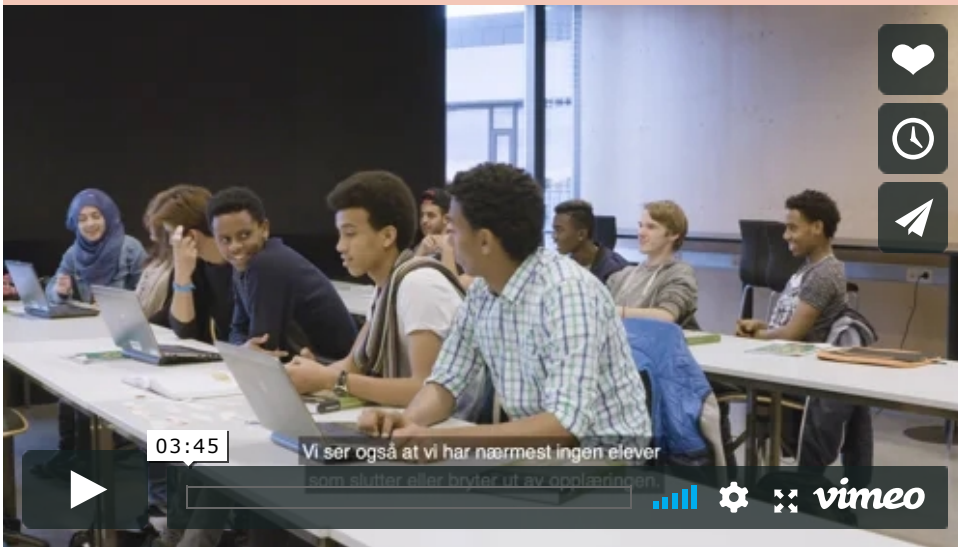 03:45
Vi ser også at vi har nærmest ingen elever
som slutter eller bryter ut av opplæringen.
vimeo